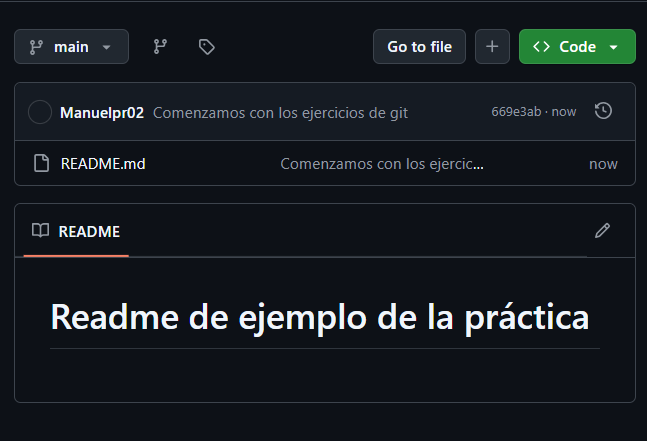 main Go to file Code
Manuelpr02 Comenzamos con los ejercicios de git 669e3ab · now
README.md Comenzamos con los ejercic... now
README
Readme de ejemplo de la práctica